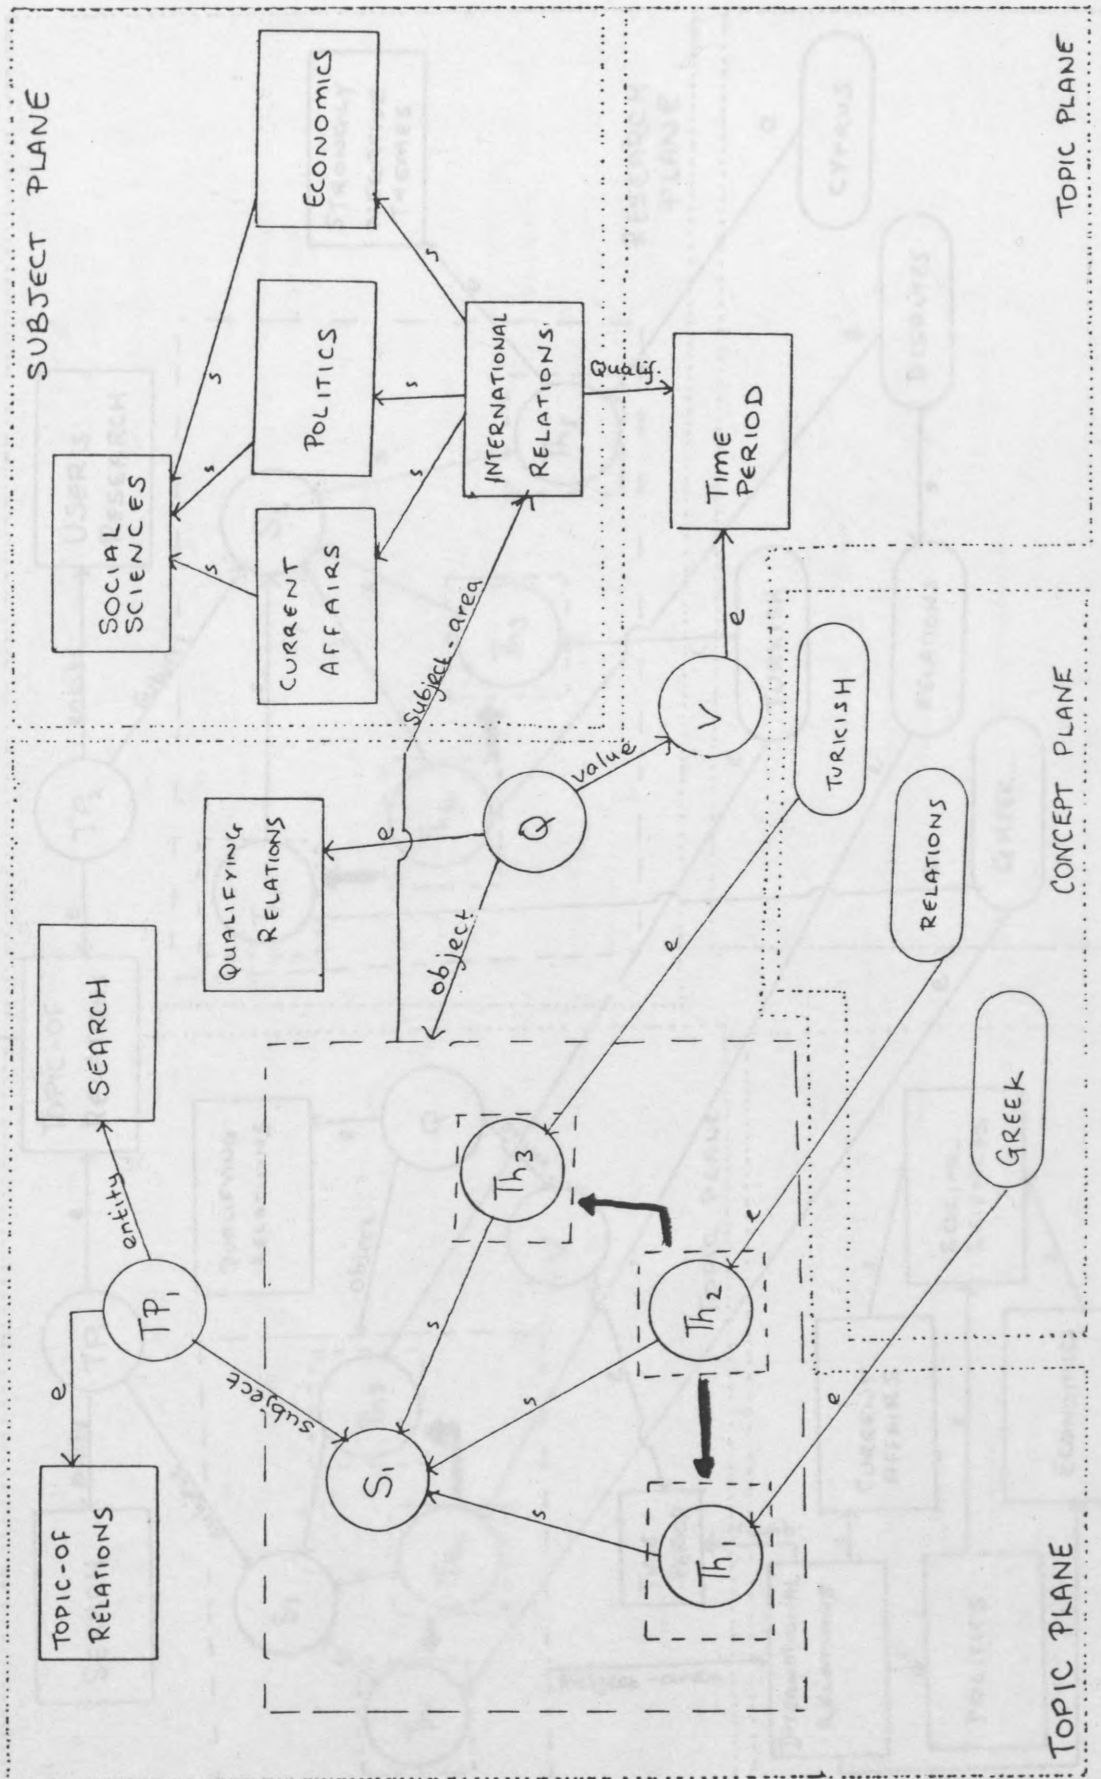 SUBJECT PLANE
SOCIAL
SCIENCES
CURRENT
AFFAIRS
POLITICS
ECONOMICS
s
s
s
s
s
s
INTERNATIONAL
RELATIONS.
Subject-area
Qualif.
TIME
PERIOD
TOPIC PLANE
TOPIC-OF
RELATIONS
e
TP1
entity
SEARCH
subject
QUALIFYING
RELATIONS
e
object
Q
value
V
e
S1
s
s
s
Th1
Th2
Th3
e
e
e
GREEK
RELATIONS
TURKISH
CONCEPT PLANE
TOPIC PLANE